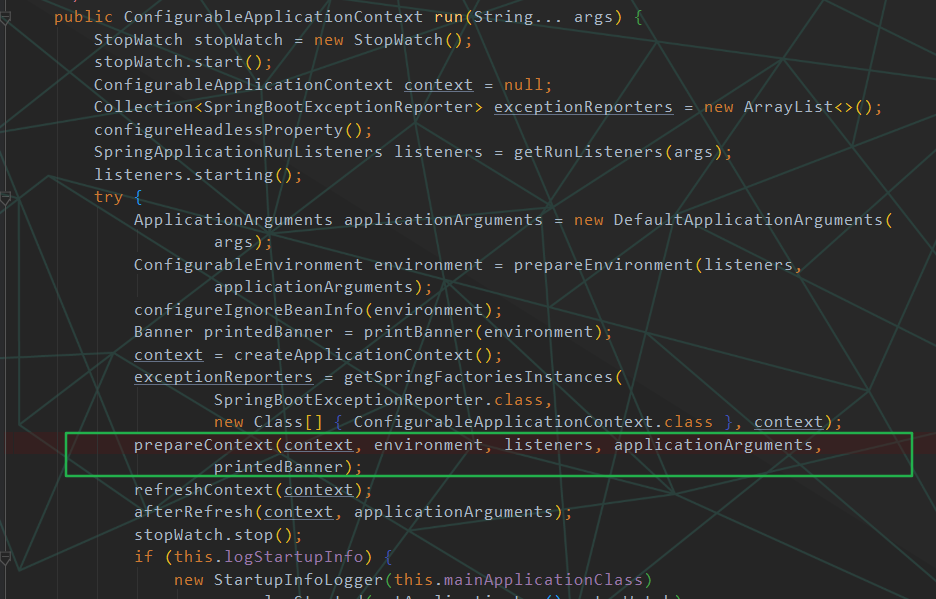 public ConfigurableApplicationContext run(String... args) {
StopWatch stopWatch = new StopWatch();
stopWatch.start();
ConfigurableApplicationContext context = null;
Collection<SpringBootExceptionReporter> exceptionReporters = new ArrayList<>();
configureHeadlessProperty();
SpringApplicationRunListeners listeners = getRunListeners(args);
listeners.starting();
try {
ApplicationArguments applicationArguments = new DefaultApplicationArguments(
args);
ConfigurableEnvironment environment = prepareEnvironment(listeners,
applicationArguments);
configureIgnoreBeanInfo(environment);
Banner printedBanner = printBanner(environment);
context = createApplicationContext();
exceptionReporters = getSpringFactoriesInstances(
SpringBootExceptionReporter.class,
new Class[] { ConfigurableApplicationContext.class }, context);
prepareContext(context, environment, listeners, applicationArguments,
printedBanner);
refreshContext(context);
afterRefresh(context, applicationArguments);
stopWatch.stop();
if (this.logStartupInfo) {
new StartupInfoLogger(this.mainApplicationClass)